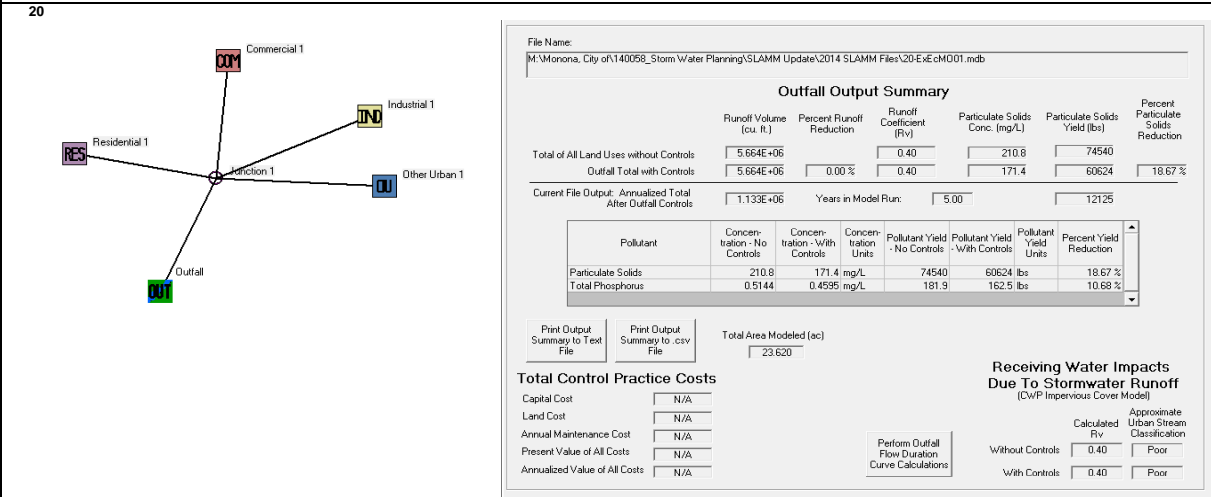 20
COM
Commercial 1
IND
Industrial 1
RES
Residential 1
Junction 1
OU
Other Urban 1
Outfall
OUT
File Name:
M:\Monona, City of\140058_Storm Water Planning\SLAMM Update\2014 SLAMM Files\20-ExEcMO01.mdb
Outfall Output Summary
Runoff Volume (cu. ft.)
Percent Runoff Reduction
Runoff Coefficient (Rv)
Particulate Solids Conc. (mg/L)
Particulate Solids Yield (lbs)
Percent Particulate Solids Reduction
Total of All Land Uses without Controls 5.664E+06 0.40 210.8 74540
Outfall Total with Controls 5.664E+06 0.00 % 0.40 171.4 60624 18.67 %
Current File Output: Annualized Total After Outfall Controls 1.133E+06 Years in Model Run: 5.00 12125
Pollutant
Concen-tration - No Controls
Concen-tration - With Controls
Concen-tration Units
Pollutant Yield - No Controls
Pollutant Yield - With Controls
Pollutant Yield Units
Percent Yield Reduction
Particulate Solids 210.8 171.4 mg/L 74540 60624 lbs 18.67 %
Total Phosphorus 0.5144 0.4595 mg/L 181.9 162.5 lbs 10.68 %
Print Output Summary to Text File
Print Output Summary to .csv File
Total Area Modeled (ac)
23.620
Total Control Practice Costs
Capital Cost N/A
Land Cost N/A
Annual Maintenance Cost N/A
Present Value of All Costs N/A
Annualized Value of All Costs N/A
Perform Outfall Flow Duration Curve Calculations
Receiving Water Impacts
Due To Stormwater Runoff
(CWP Impervious Cover Model)
Calculated Rv
Approximate Urban Stream Classification
Without Controls 0.40 Poor
With Controls 0.40 Poor